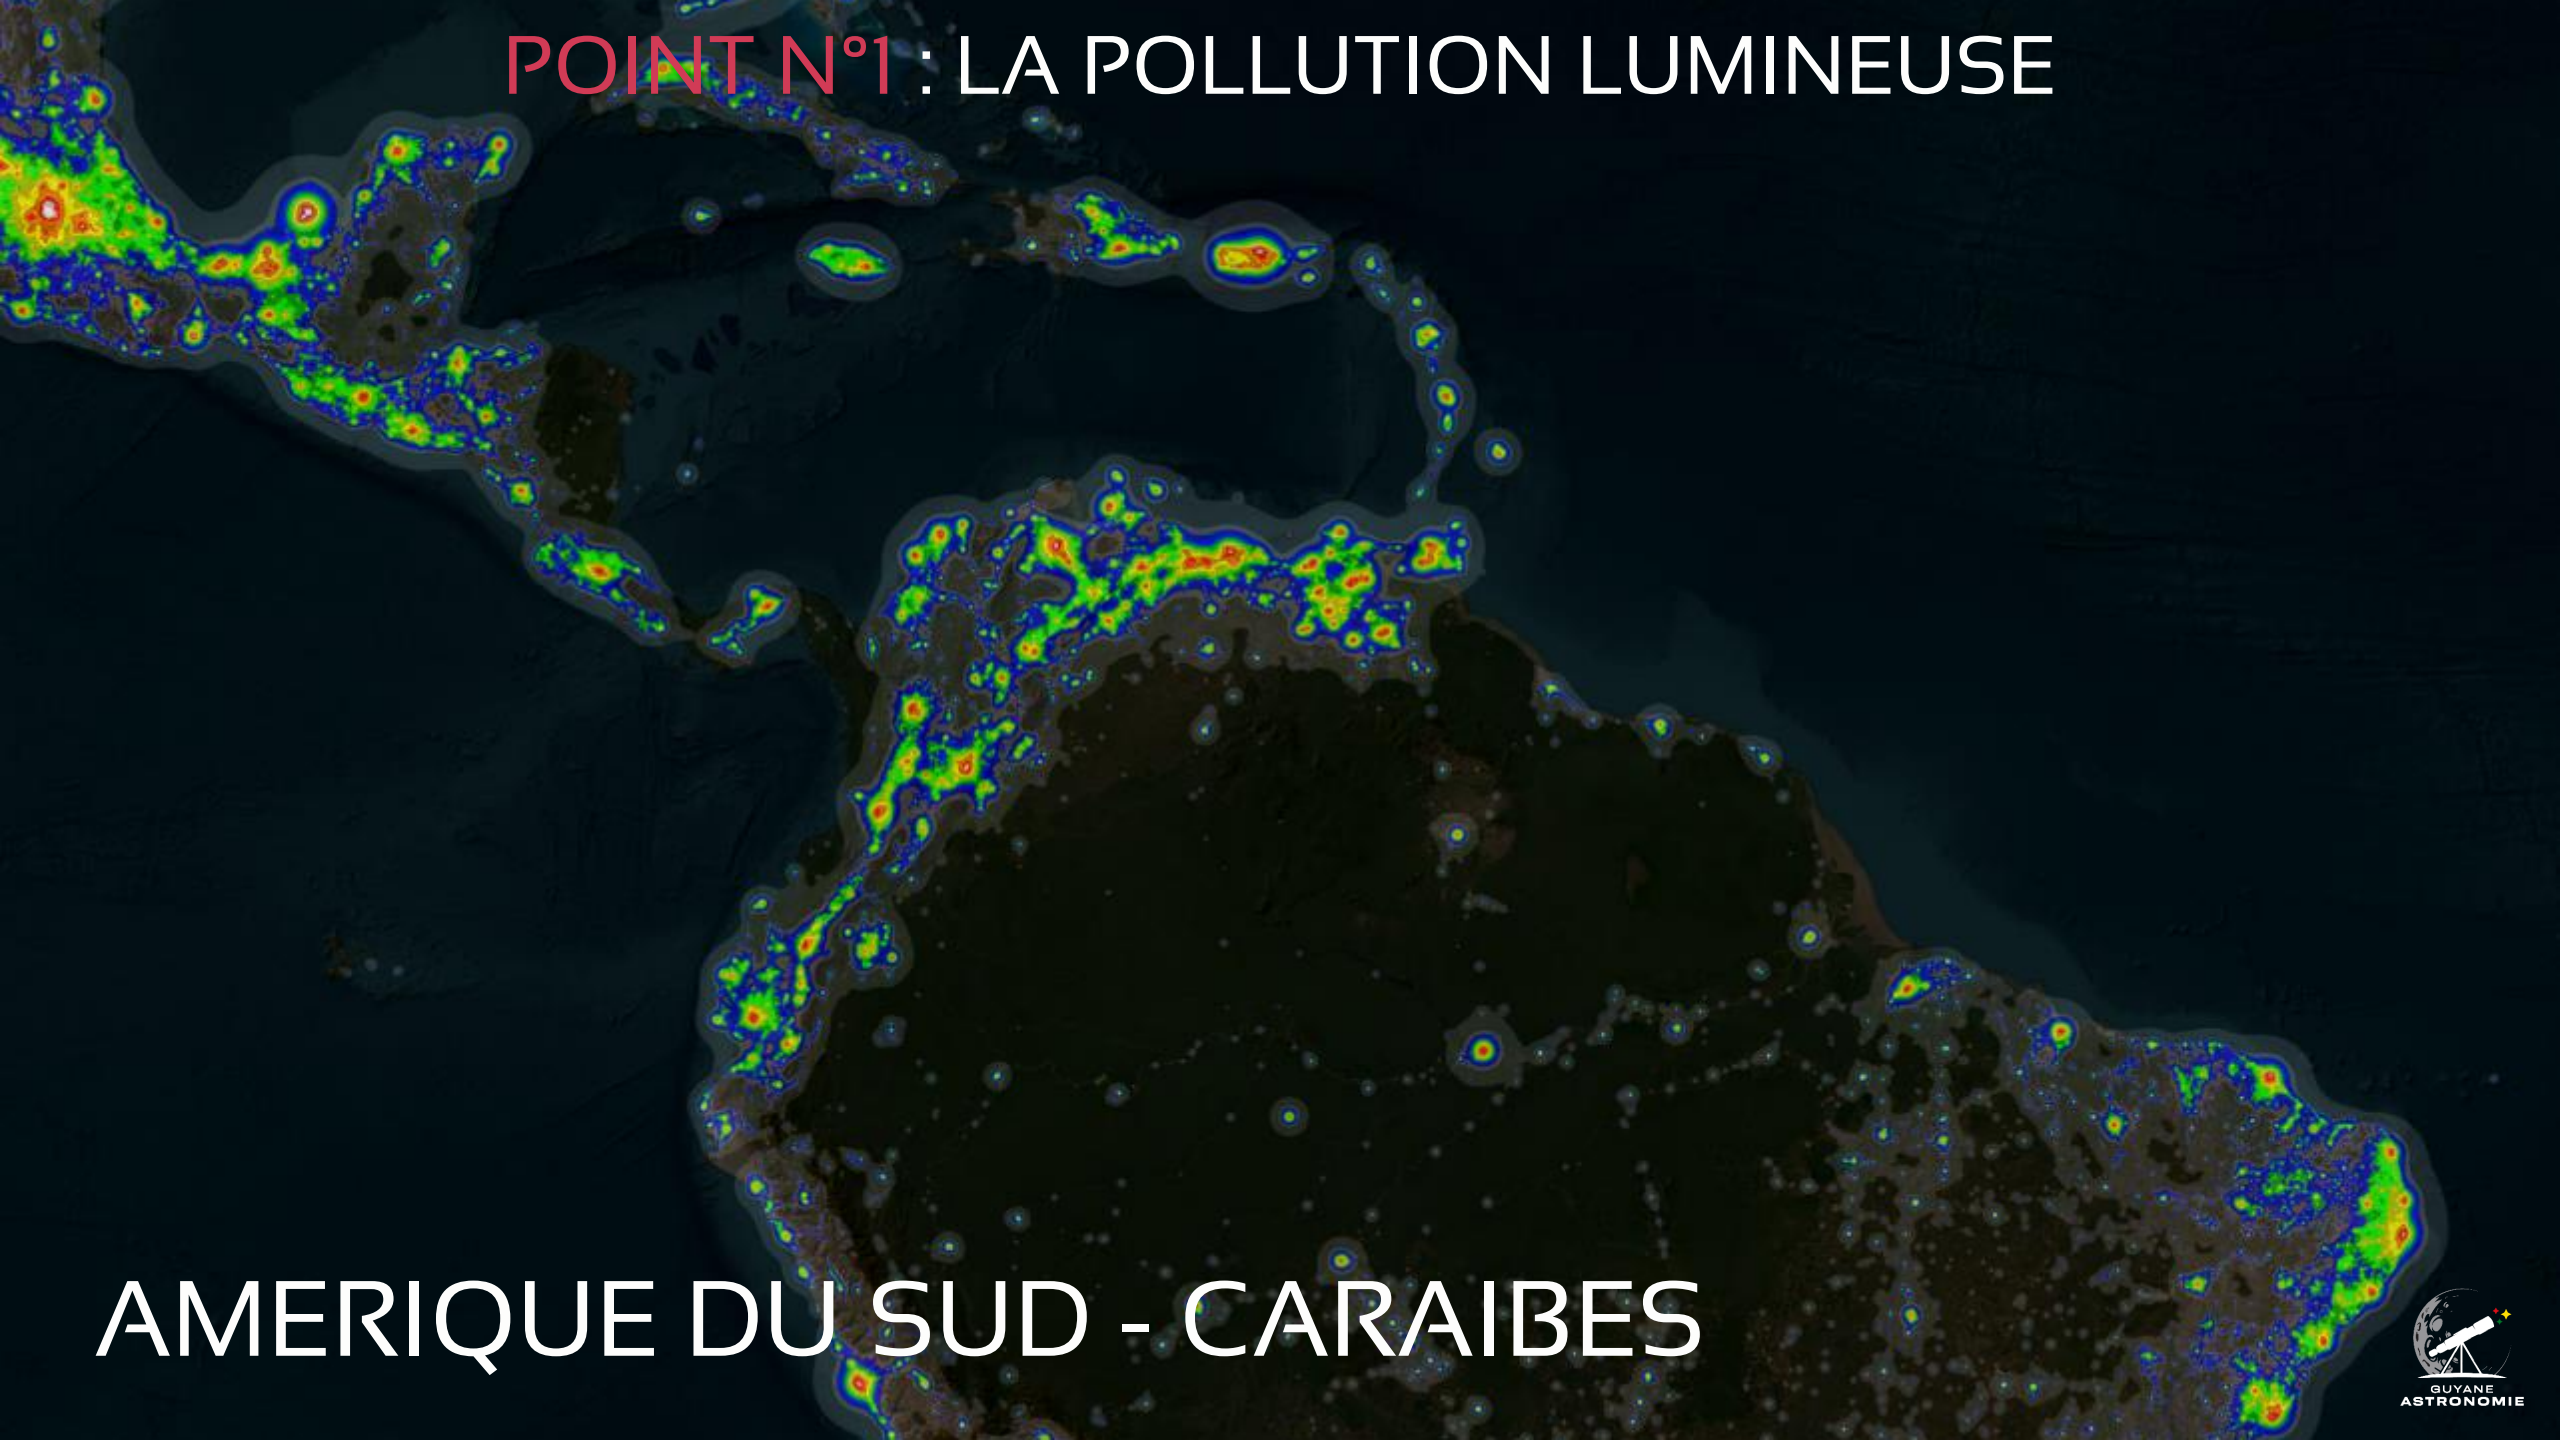 POINT N°1 : LA POLLUTION LUMINEUSE
AMERIQUE DU SUD - CARAIBES
GUYANE
ASTRONOMIE